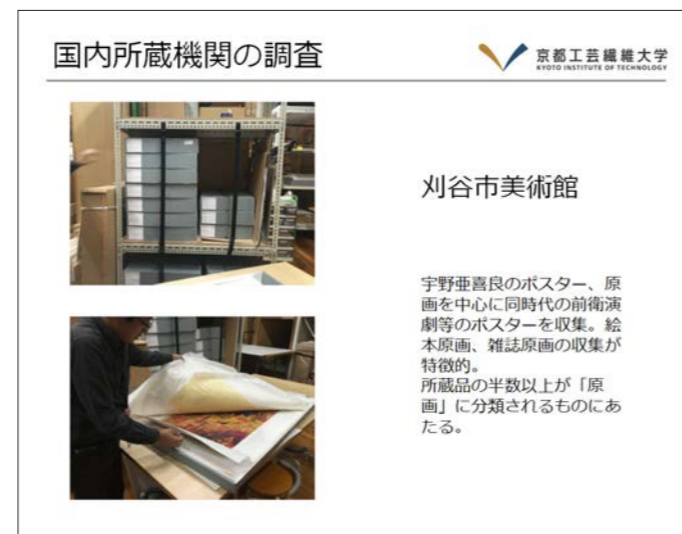 国内所蔵機関の調査
京都工芸繊維大学
KYOTO INSTITUTE OF TECHNOLOGY
刈谷市美術館
宇野亜喜良のポスター、原
画を中心に同時代の前衛演
劇等のポスターを収集。絵
本原画、雑誌原画の収集が
特徴的。
所蔵品の半数以上が「原
画」に分類されるものにあ
たる。